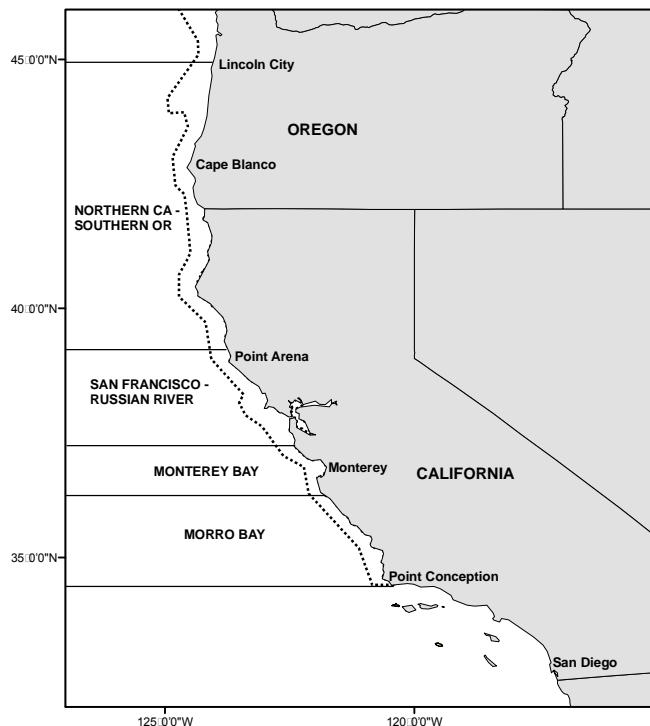 45□0'0"N
Lincoln City
OREGON
Cape Blanco
NORTHERN CA -
SOUTHERN OR
40□0'0"N
Point Arena
SAN FRANCISCO -
RUSSIAN RIVER
MONTEREY BAY
Monterey
CALIFORNIA
MORRO BAY
35□0'0"N
Point Conception
San Diego
125□0'0"W
120□0'0"W